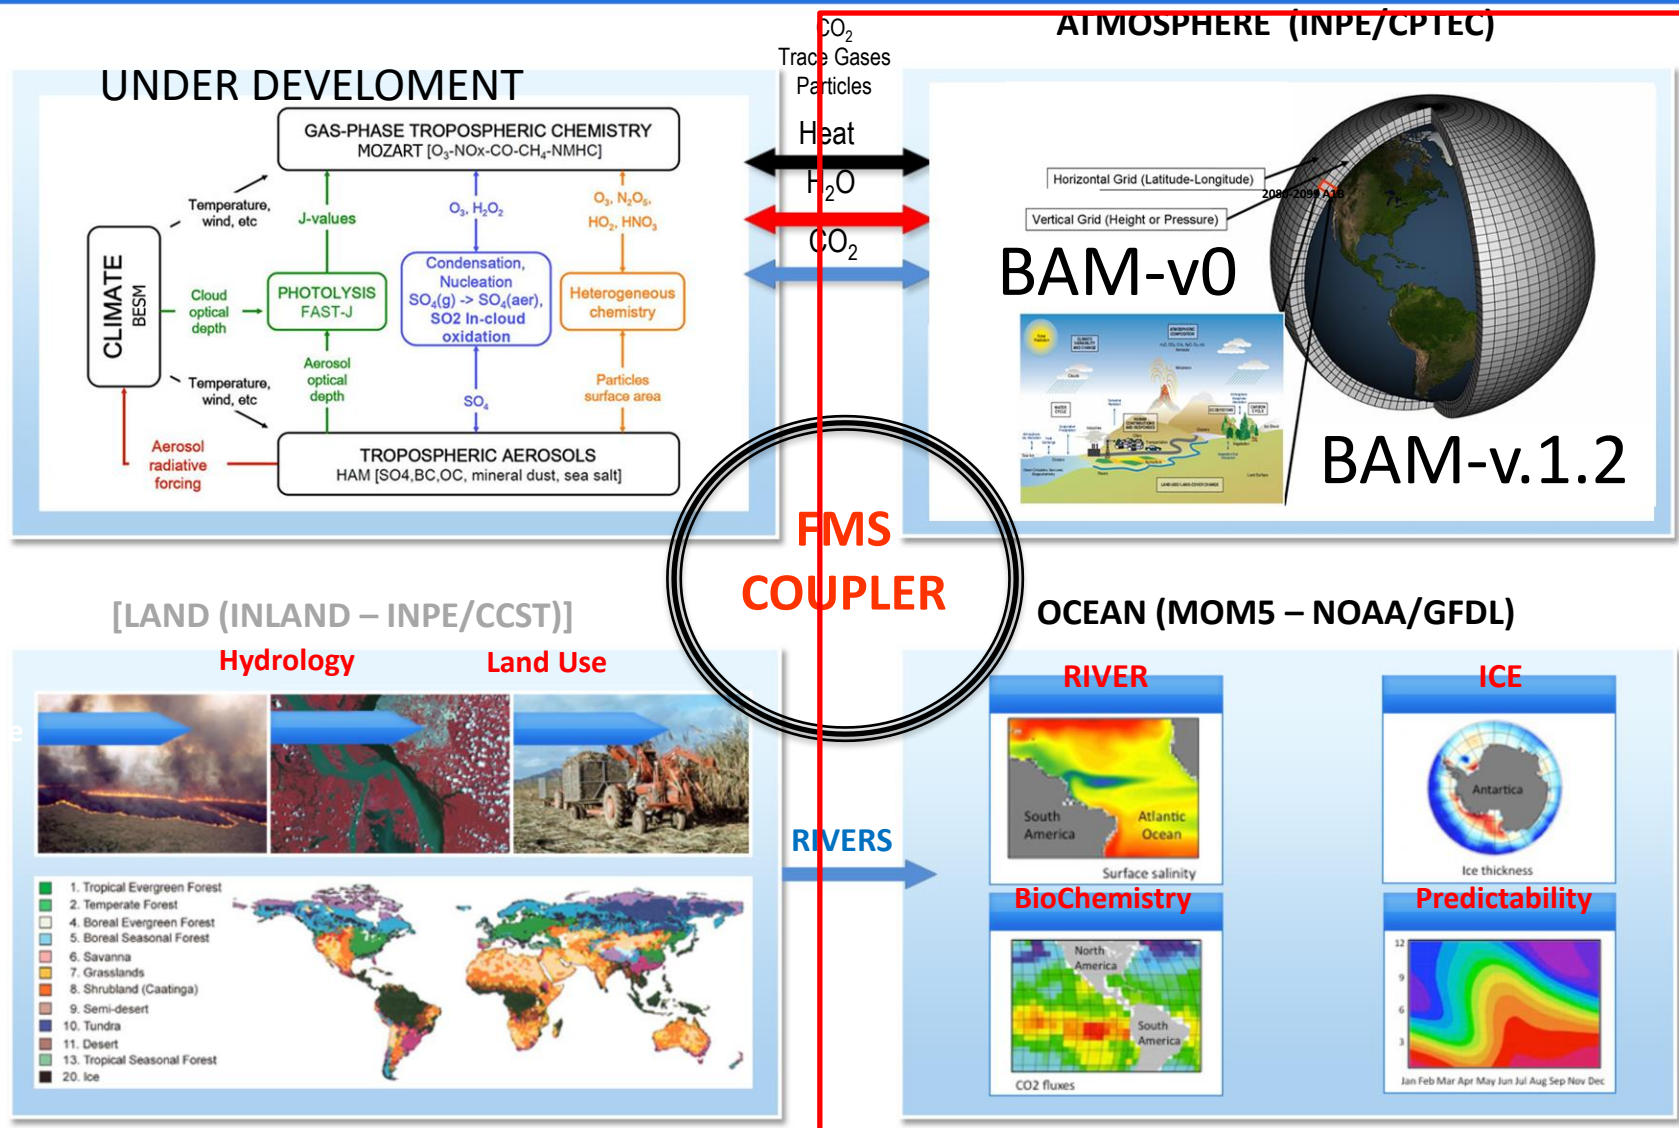 ATMOSPHERE (INPE/CPTEC)
CO2
Trace Gases
Particles
Heat
H2O
CO2
UNDER DEVELOMENT
GAS-PHASE TROPOSPHERIC CHEMISTRY
MOZART [O3-NOx-CO-CH4-NMHC]
Temperature,
wind, etc
J-values
O3, H2O2
O3, N2O5,
HO2, HNO3
CLIMATE
BESM
Cloud
optical
depth
PHOTOLYSIS
FAST-J
Condensation,
Nucleation
SO4(g) -> SO4(aer),
SO2 In-cloud
oxidation
Heterogeneous
chemistry
Temperature,
wind, etc
Aerosol
optical
depth
SO4
Particles
surface area
Aerosol
radiative
forcing
TROPOSPHERIC AEROSOLS
HAM [SO4,BC,OC, mineral dust, sea salt]
Horizontal Grid (Latitude-Longitude)
2080-2099 A1B
Vertical Grid (Height or Pressure)
BAM-v0
BAM-v.1.2
FMS
COUPLER
[LAND (INLAND – INPE/CCST)]
Hydrology
Land Use
e
1. Tropical Evergreen Forest
2. Temperate Forest
4. Boreal Evergreen Forest
5. Boreal Seasonal Forest
6. Savanna
7. Grasslands
8. Shrubland (Caatinga)
9. Semi-desert
10. Tundra
11. Desert
13. Tropical Seasonal Forest
20. Ice
RIVERS
OCEAN (MOM5 – NOAA/GFDL)
RIVER
South
America
Atlantic
Ocean
Surface salinity
ICE
Antartica
Ice thickness
BioChemistry
North
America
South
America
CO2 fluxes
Predictability
12
9
6
3
Jan Feb Mar Apr May Jun Jul Aug Sep Nov Dec